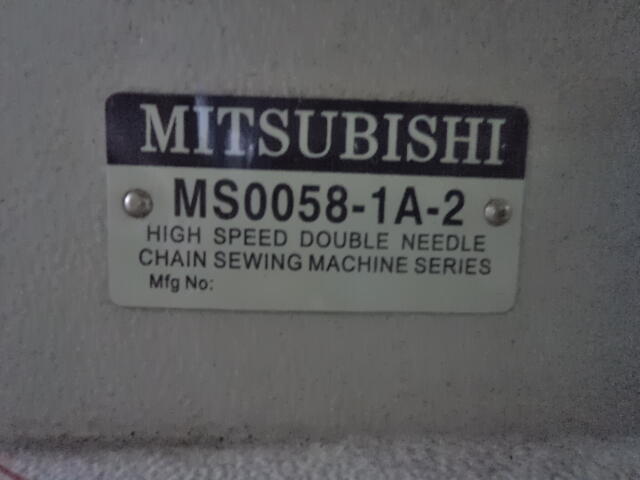 MITSUBISHI
MS0058-1A-2
HIGH SPEED DOUBLE NEEDLE
CHAIN SEWING MACHINE SERIES
Mfg No: